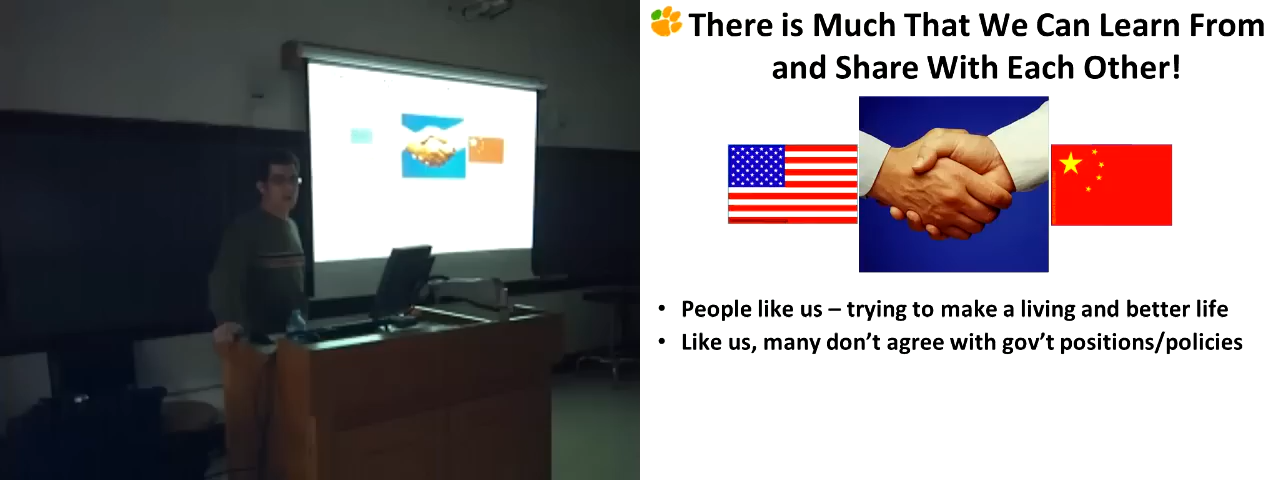 There is Much That We Can Learn From
and Share With Each Other!
• People like us – trying to make a living and better life
• Like us, many don’t agree with gov’t positions/policies